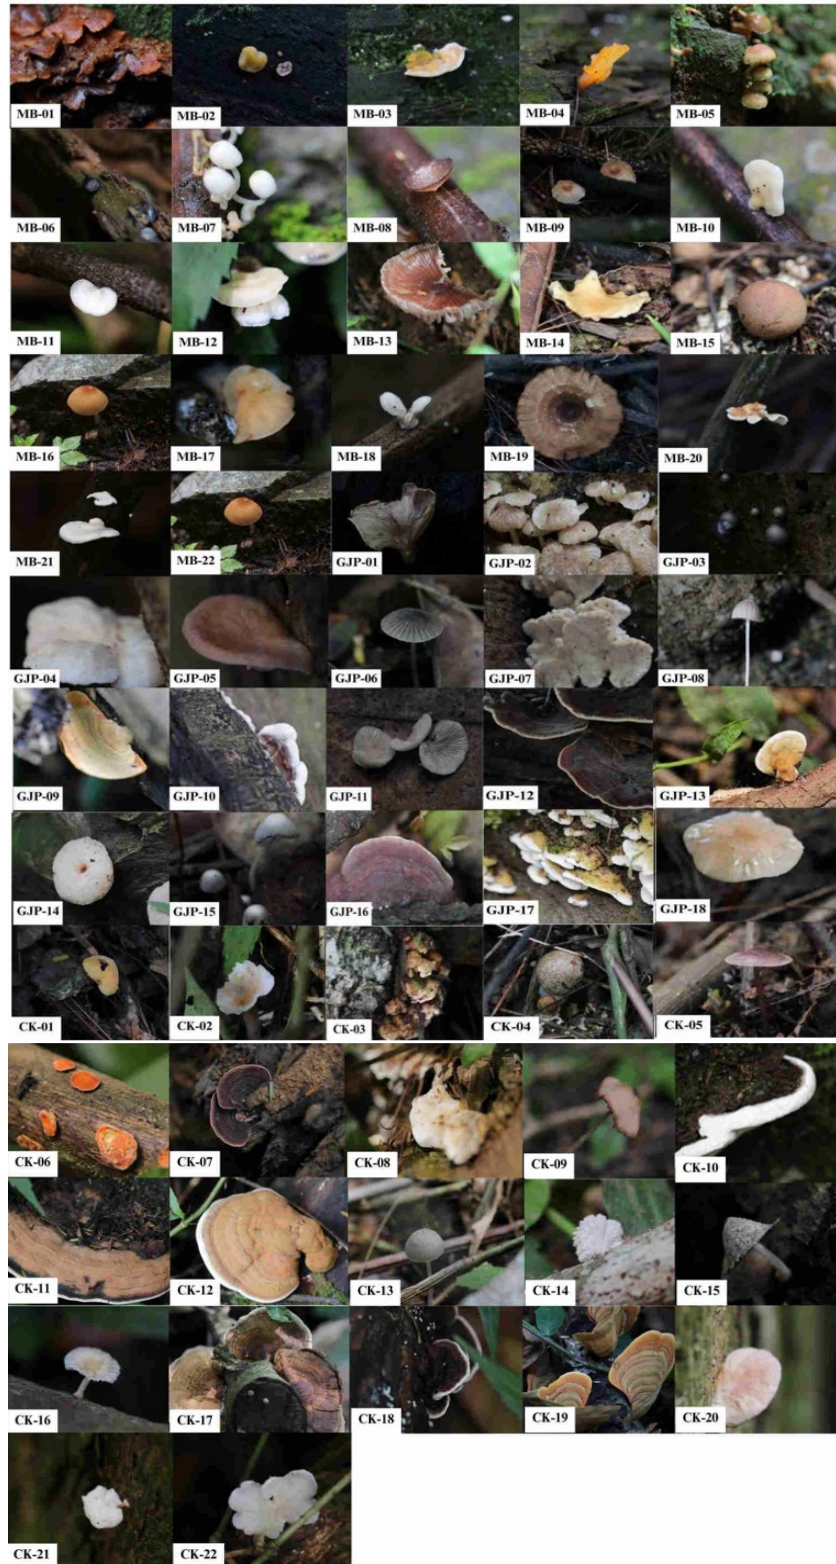 MB-01 MB-02 MB-03 MB-04 MB-05
MB-06 MB-07 MB-08 MB-09 MB-10
MB-11 MB-12 MB-13 MB-14 MB-15
MB-16 MB-17 MB-18 MB-19 MB-20
MB-21 MB-22 GJP-01 GJP-02 GJP-03
GJP-04 GJP-05 GJP-06 GJP-07 GJP-08
GJP-09 GJP-10 GJP-11 GJP-12 GJP-13
GJP-14 GJP-15 GJP-16 GJP-17 GJP-18
CK-01 CK-02 CK-03 CK-04 CK-05
CK-06 CK-07 CK-08 CK-09 CK-10
CK-11 CK-12 CK-13 CK-14 CK-15
CK-16 CK-17 CK-18 CK-19 CK-20
CK-21 CK-22